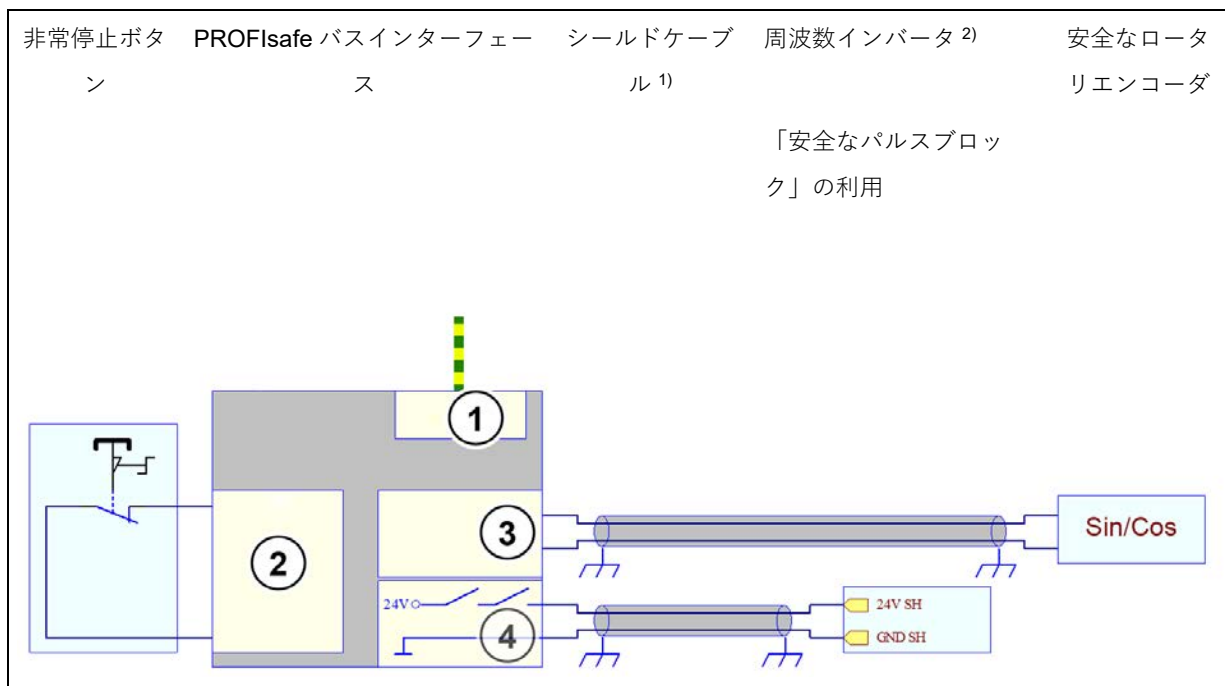 非常停止ボタ
ン
PROFIsafe バスインターフェー
ス
シールドケーブ
ル 1)
周波数インバータ 2)
「安全なパルスブロッ
ク」の利用
安全なロータ
リエンコーダ
1
2
3
Sin/Cos
24V
4
24V SH
GND SH